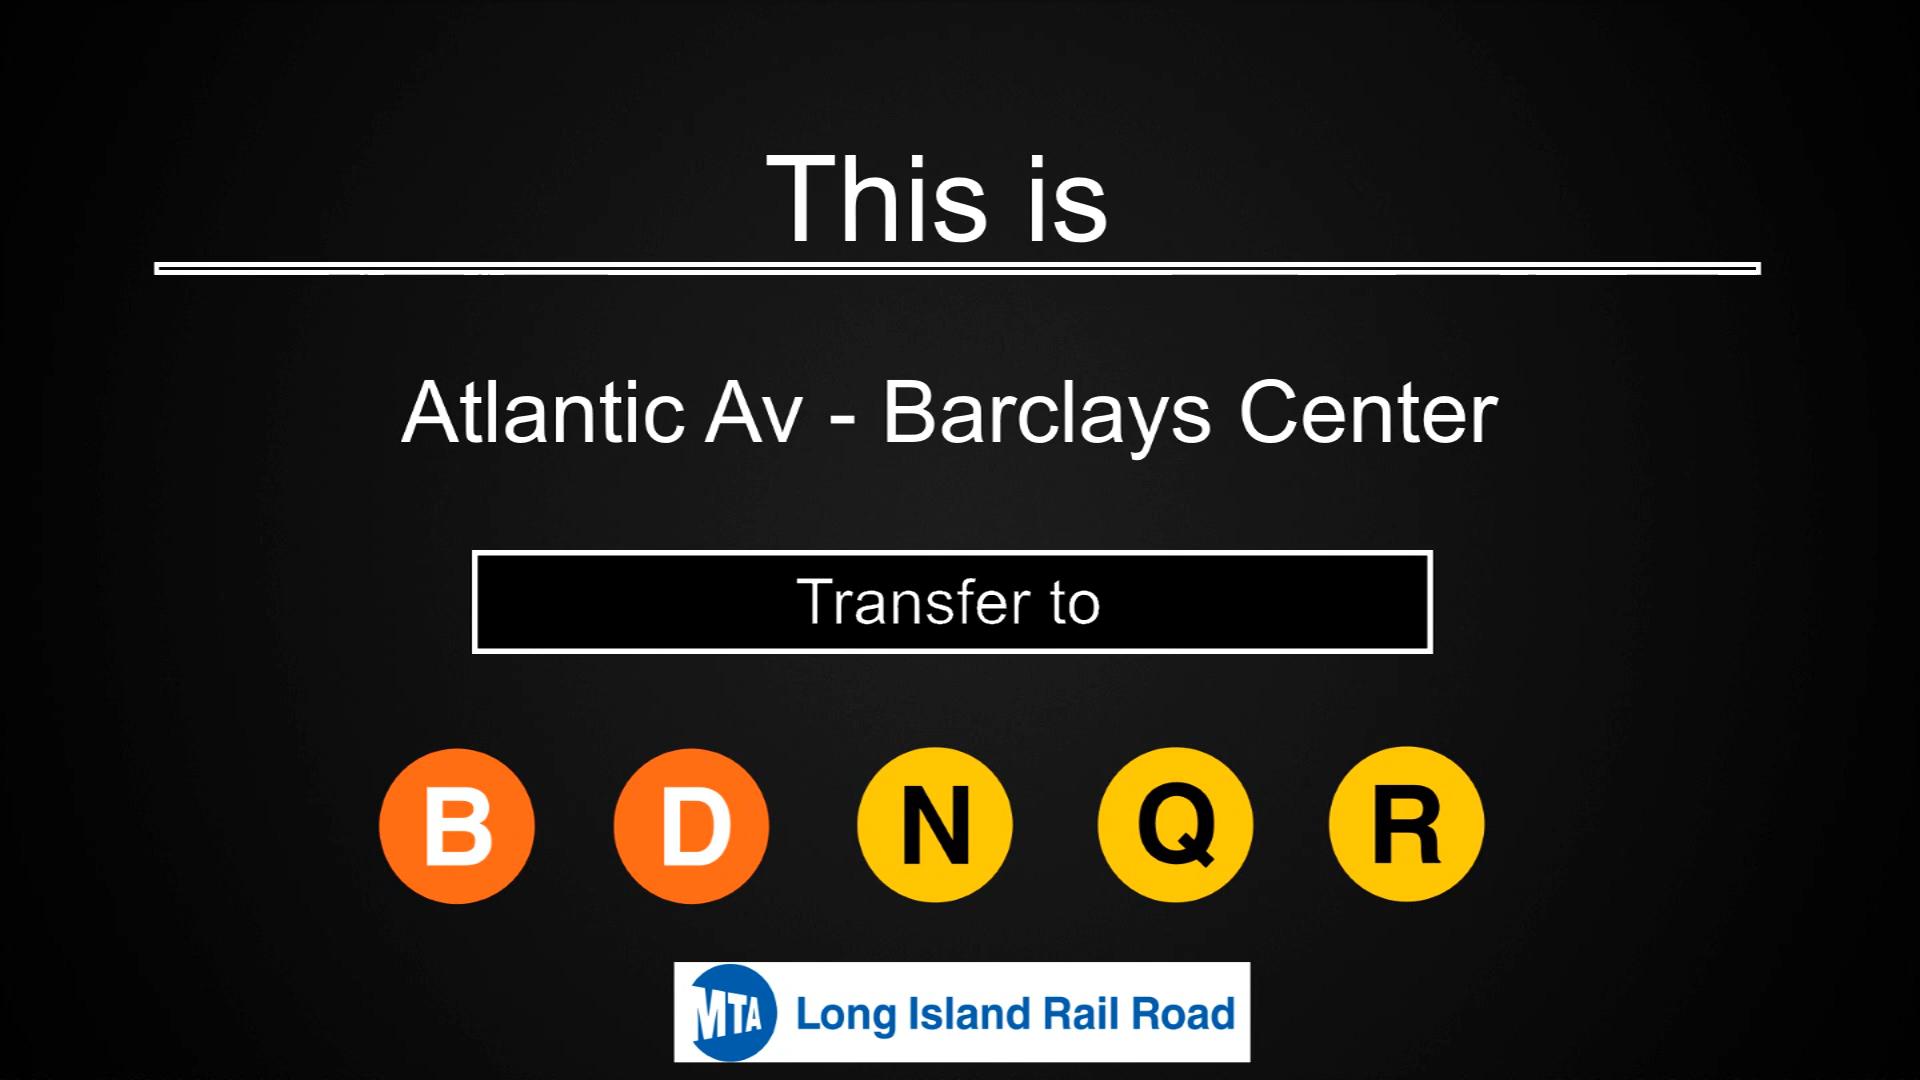 This is
Atlantic Av - Barclays Center
Transfer to
B D N Q R
MTA Long Island Rail Road